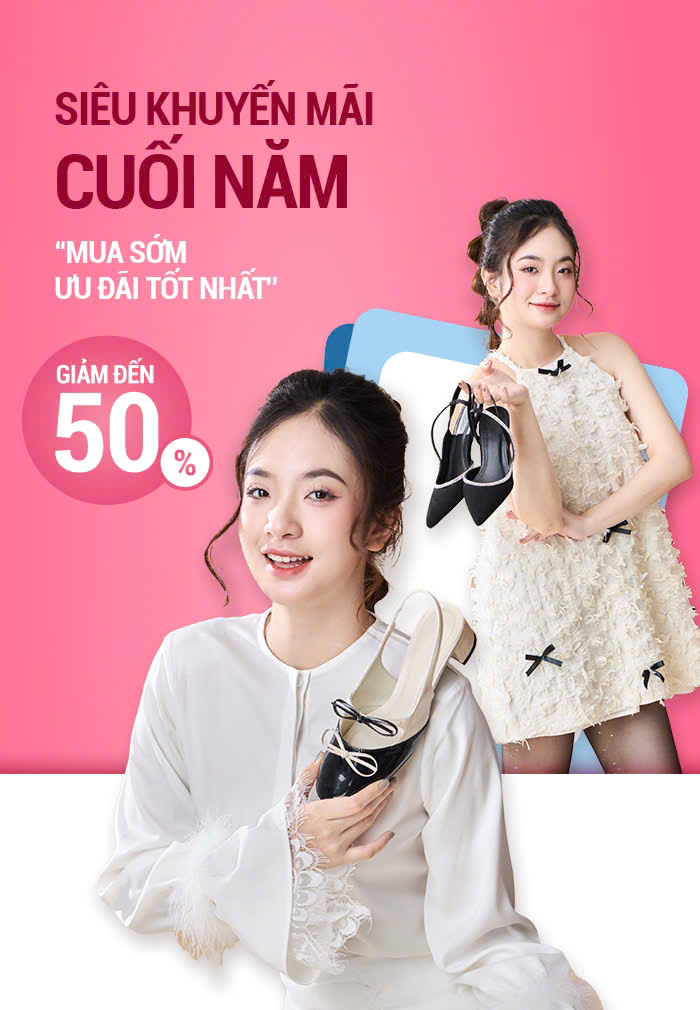 SIÊU KHUYẾN MÃI
CUỐI NĂM
“MUA SỚM
ƯU ĐÃI TỐT NHẤT”
GIẢM ĐẾN
50
%